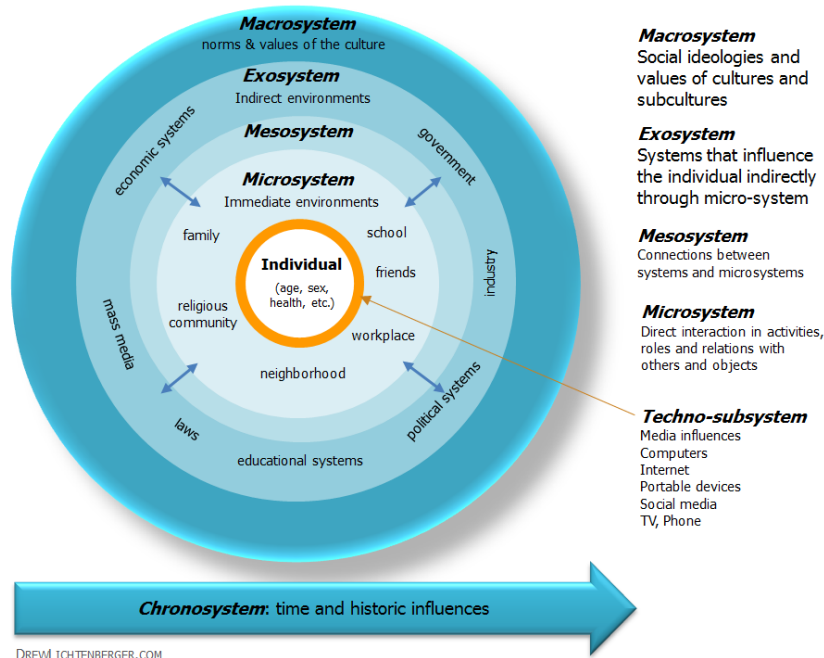 Macrosystem
norms & values of the culture
Exosystem
Indirect environments
Mesosystem
Microsystem
Immediate environments
economic systems
government
family
school
Individual
(age, sex,
health, etc.)
friends
industry
religious
community
mass media
workplace
neighborhood
laws
political systems
educational systems
Macrosystem
Social ideologies and
values of cultures and
subcultures
Exosystem
Systems that influence
the individual indirectly
through micro-system
Mesosystem
Connections between
systems and microsystems
Microsystem
Direct interaction in activities,
roles and relations with
others and objects
Techno-subsystem
Media influences
Computers
Internet
Portable devices
Social media
TV, Phone
Chronosystem: time and historic influences
DREWLICHTENBERGER.COM